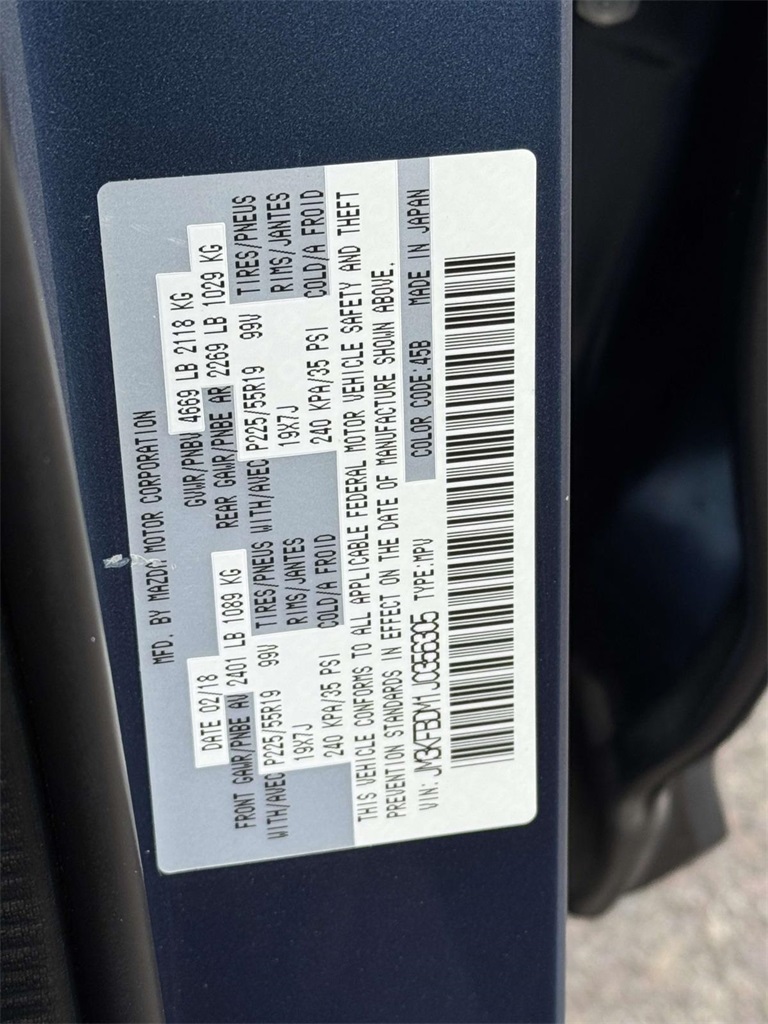 MFD. BY MAZDA MOTOR CORPORATION
DATE 02/18 GVWR/PNBV 4669 LB 2118 KG
FRONT GAWR/PNBE AV 2401 LB 1089 KG REAR GAWR/PNBE AR 2269 LB 1029 KG
WITH/AVEC P225/55R19 99V TIRES/PNEUS WITH/AVEC P225/55R19 99V TIRES/PNEUS
19X7J RIMS/JANTES 19X7J RIMS/JANTES
240 KPA/35 PSI COLD/A FROID 240 KPA/35 PSI COLD/A FROID
THIS VEHICLE CONFORMS TO ALL APPLICABLE FEDERAL MOTOR VEHICLE SAFETY AND THEFT
PREVENTION STANDARDS IN EFFECT ON THE DATE OF MANUFACTURE SHOWN ABOVE.
VIN: JM3KFBDM1J0356305 TYPE:MPV COLOR CODE:45B MADE IN JAPAN